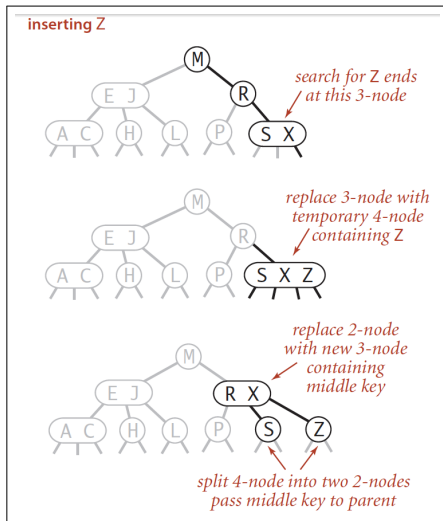 inserting Z
M
search for Z ends
at this 3-node
E J
R
A C H L P S X
replace 3-node with
temporary 4-node
containing Z
M
E J
R
A C H L P S X Z
replace 2-node
with new 3-node
containing
middle key
M
E J
R X
A C H L P S Z
split 4-node into two 2-nodes
pass middle key to parent